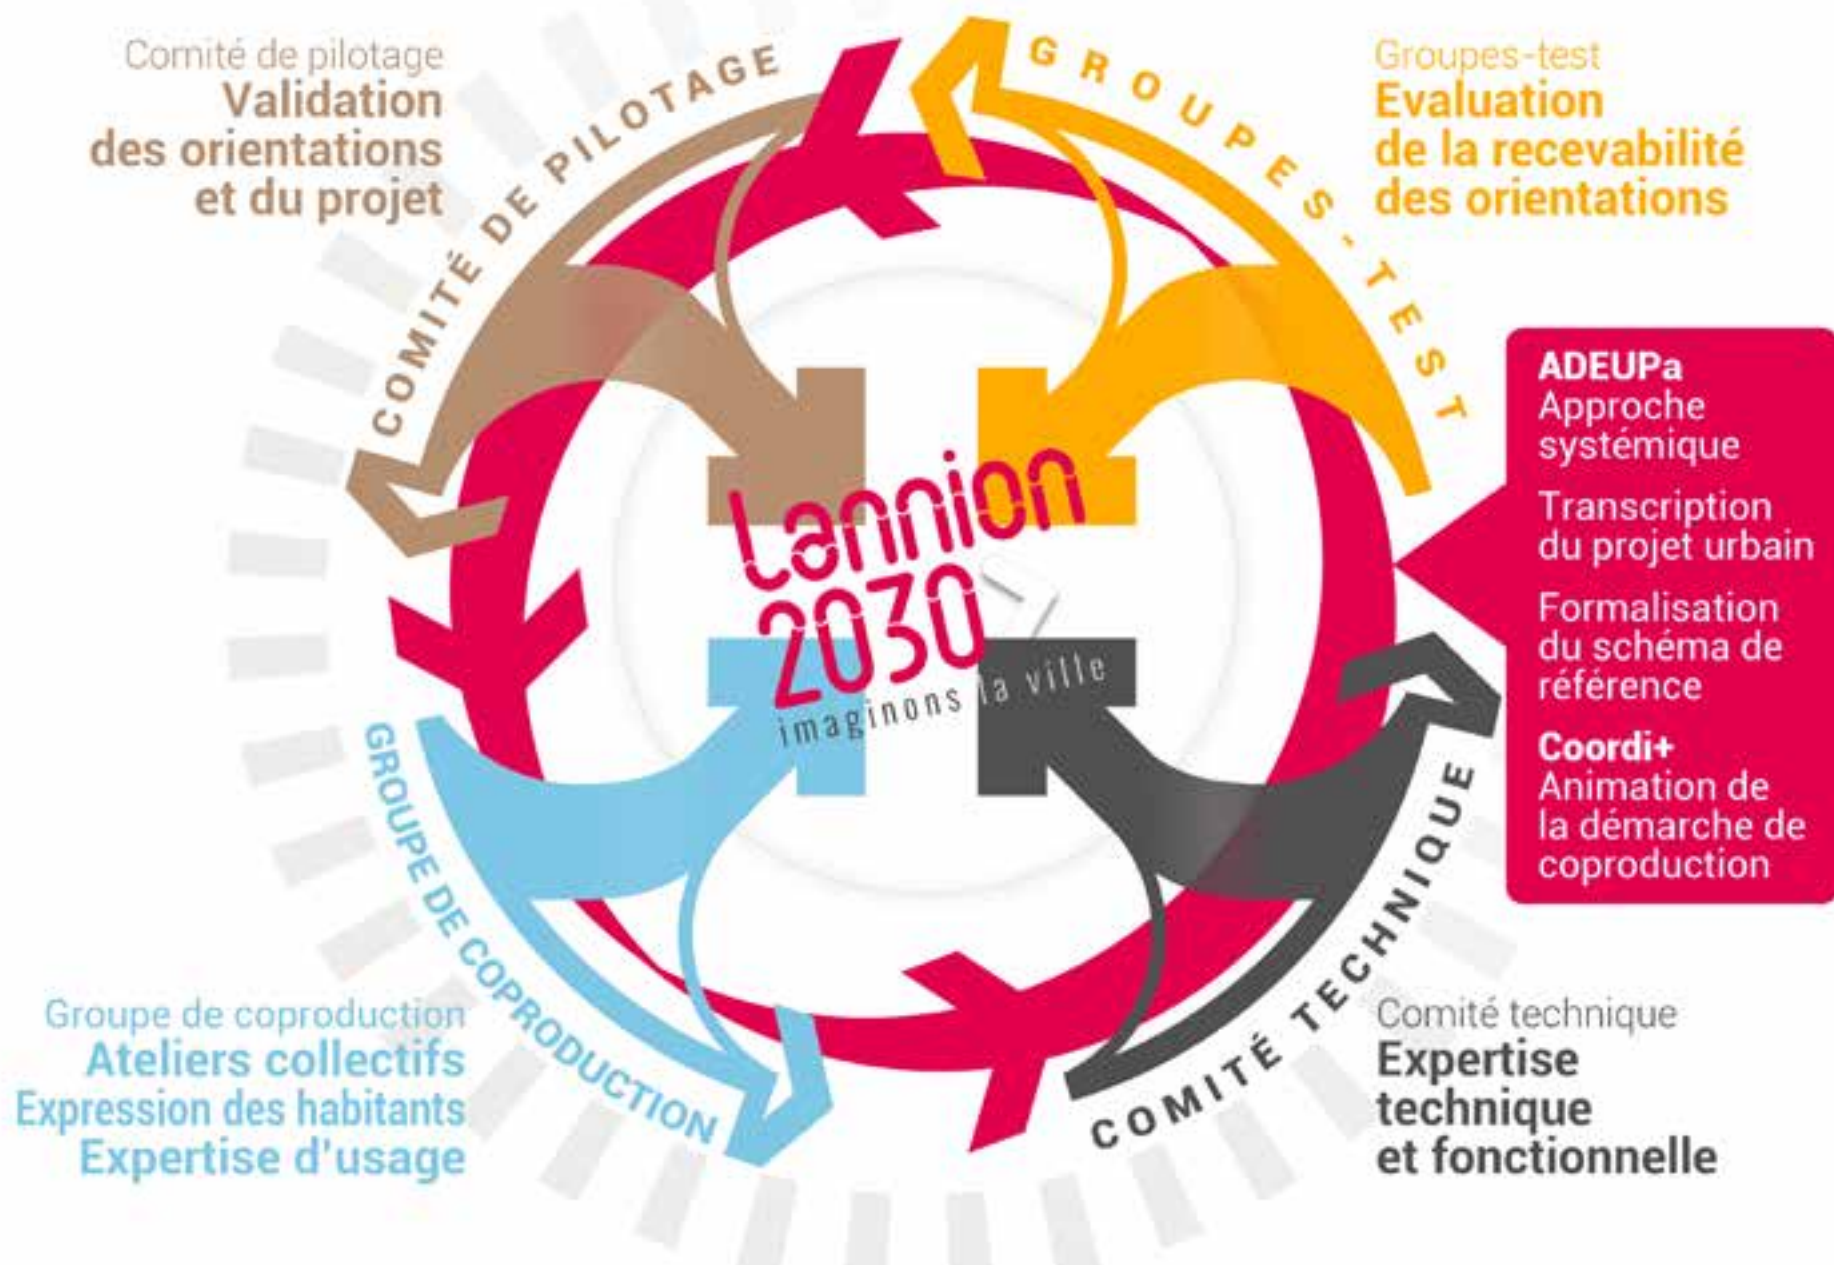 Comité de pilotage
Validation
des orientations
et du projet
COMITÉ DE PILOTAGE
GROUPES-TEST
Groupes-test
Evaluation
de la recevabilité
des orientations
ADEUPa
Approche
systémique
Transcription
du projet urbain
Formalisation
du schéma de
référence
Coordi+
Animation de
la démarche de
coproduction
Lannion
2030
imaginons la ville
GROUPE DE COPRODUCTION
Groupe de coproduction
Ateliers collectifs
Expression des habitants
Expertise d'usage
COMITÉ TECHNIQUE
Comité technique
Expertise
technique
et fonctionnelle